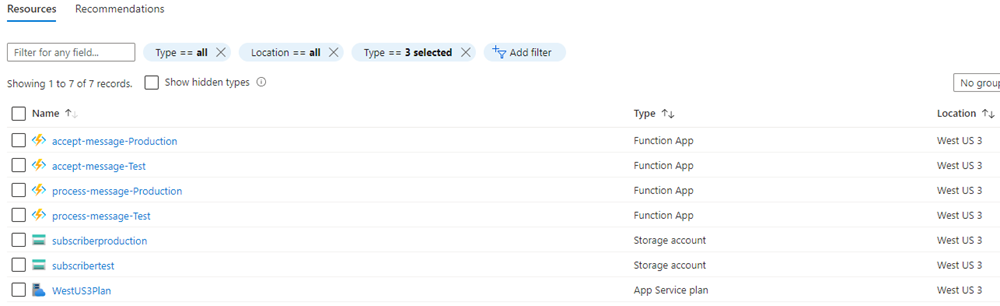 Resources Recommendations
Filter for any field... Type == all Location == all Type == 3 selected Add filter
Showing 1 to 7 of 7 records. Show hidden types No group
Name Type Location
accept-message-Production Function App West US 3
accept-message-Test Function App West US 3
process-message-Production Function App West US 3
process-message-Test Function App West US 3
subscriberproduction Storage account West US 3
subscribertest Storage account West US 3
WestUS3Plan App Service plan West US 3